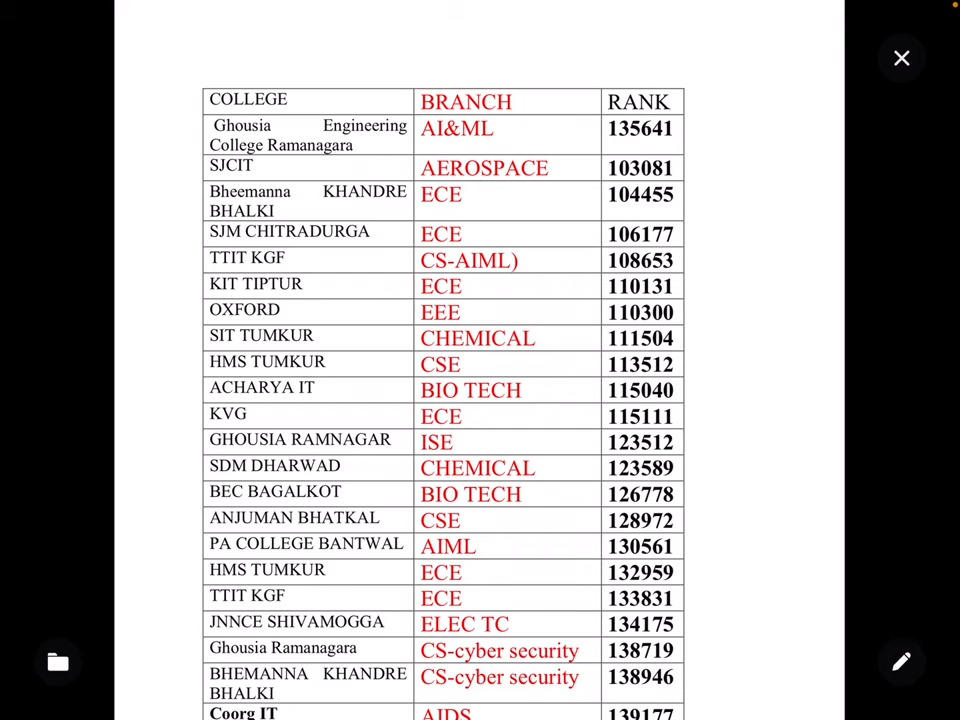 COLLEGE BRANCH RANK
Ghousia Engineering College Ramanagara AI&ML 135641
SJCIT AEROSPACE 103081
Bheemanna KHANDRE BHALKI ECE 104455
SJM CHITRADURGA ECE 106177
TTIT KGF CS-AIML) 108653
KIT TIPTUR ECE 110131
OXFORD EEE 110300
SIT TUMKUR CHEMICAL 111504
HMS TUMKUR CSE 113512
ACHARYA IT BIO TECH 115040
KVG ECE 115111
GHOUSIA RAMNAGAR ISE 123512
SDM DHARWAD CHEMICAL 123589
BEC BAGALKOT BIO TECH 126778
ANJUMAN BHATKAL CSE 128972
PA COLLEGE BANTWAL AIML 130561
HMS TUMKUR ECE 132959
TTIT KGF ECE 133831
JNNCE SHIVAMOGGA ELEC TC 134175
Ghousia Ramanagara CS-cyber security 138719
BHEMANNA KHANDRE BHALKI CS-cyber security 138946
Coorg IT AIDS 139177